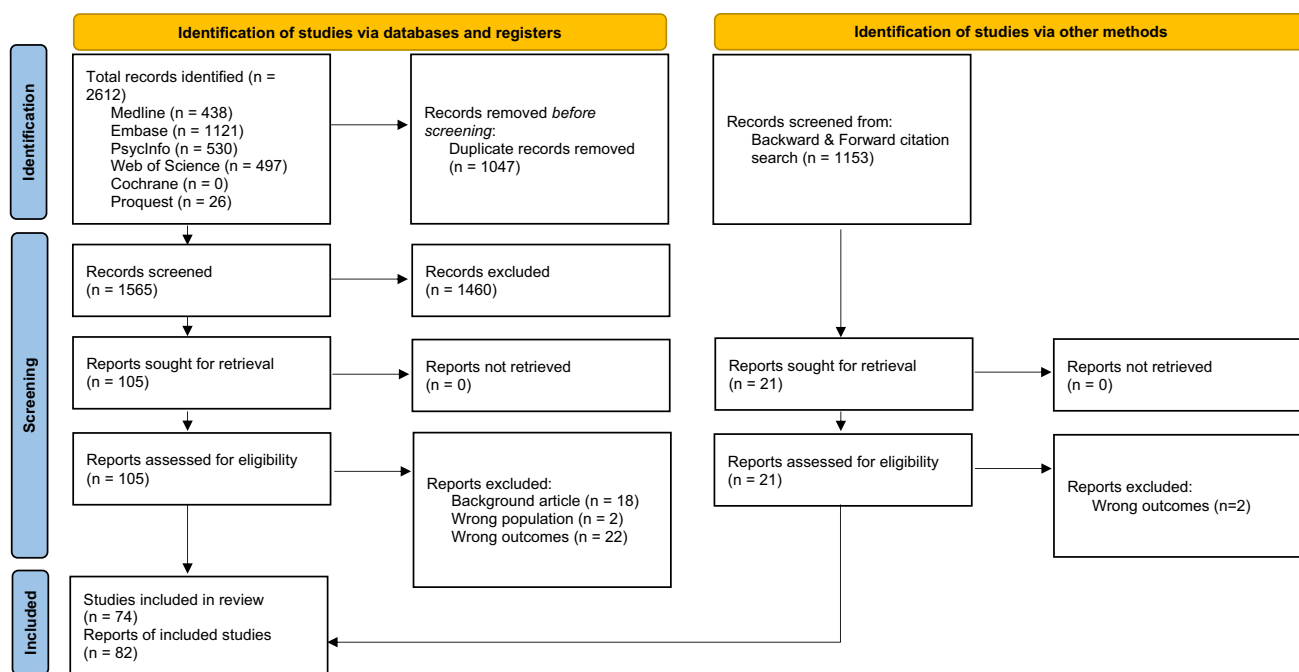 Identification of studies via databases and registers
Identification of studies via other methods
Identification
Total records identified (n =
2612)
Medline (n = 438)
Embase (n = 1121)
PsycInfo (n = 530)
Web of Science (n = 497)
Cochrane (n = 0)
Proquest (n = 26)
Records removed before
screening:
Duplicate records removed
(n = 1047)
Records screened from:
Backward & Forward citation
search (n = 1153)
Screening
Records screened
(n = 1565)
Records excluded
(n = 1460)
Reports sought for retrieval
(n = 105)
Reports not retrieved
(n = 0)
Reports sought for retrieval
(n = 21)
Reports not retrieved
(n = 0)
Reports assessed for eligibility
(n = 105)
Reports excluded:
Background article (n = 18)
Wrong population (n = 2)
Wrong outcomes (n = 22)
Reports assessed for eligibility
(n = 21)
Reports excluded:
Wrong outcomes (n=2)
Included
Studies included in review
(n = 74)
Reports of included studies
(n = 82)